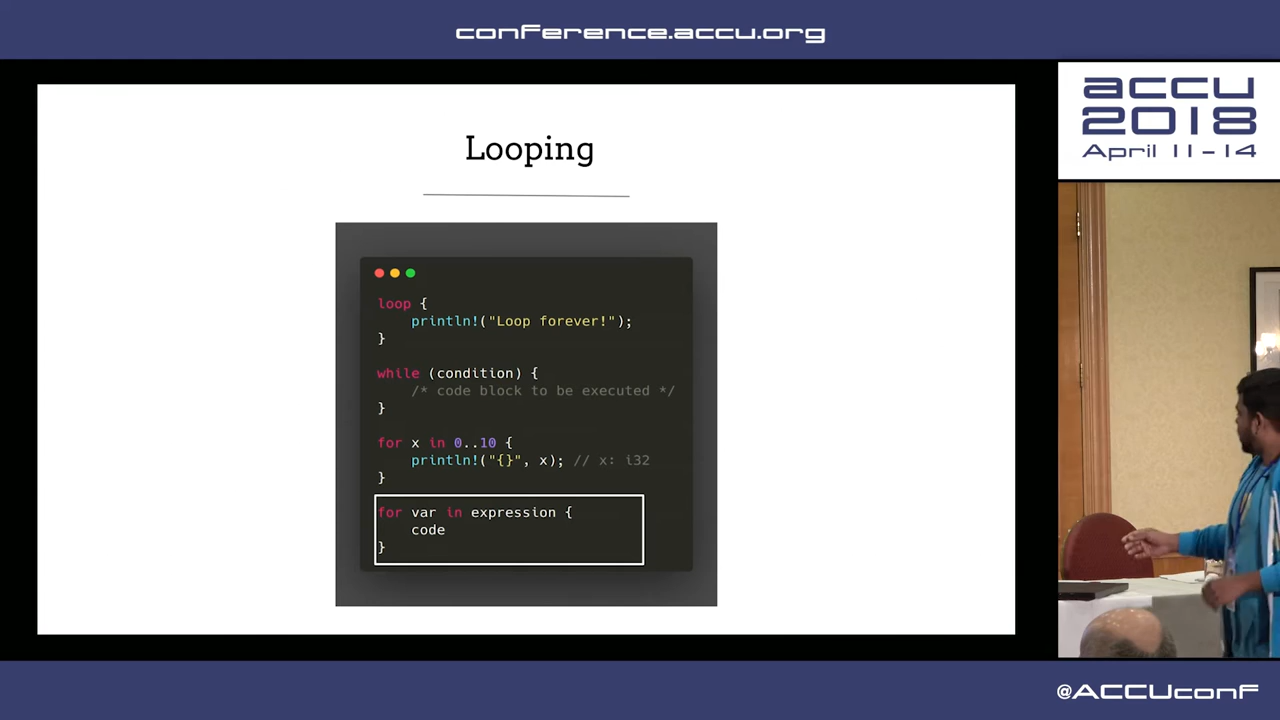 conference.accu.org
accu
2018
April 11-14
Looping
loop {
println!("Loop forever!");
}
while (condition) {
/* code block to be executed */
}
for x in 0..10 {
println!("{}", x); // x: i32
}
for var in expression {
code
}
@ACCUconf